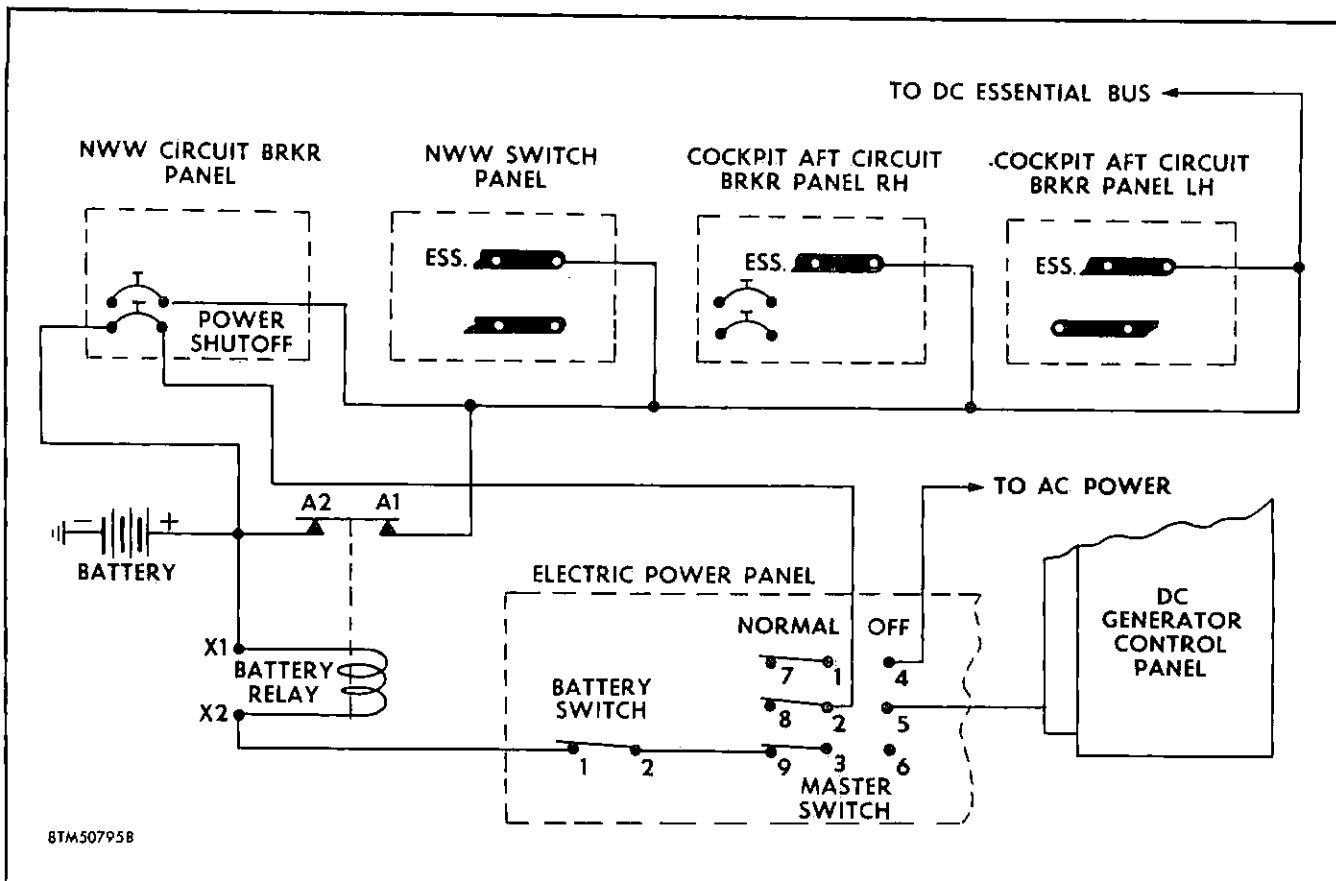 TO DC ESSENTIAL BUS
NWW CIRCUIT BRKR
PANEL
NWW SWITCH
PANEL
COCKPIT AFT CIRCUIT
BRKR PANEL RH
COCKPIT AFT CIRCUIT
BRKR PANEL LH
ESS.
ESS.
ESS.
POWER
SHUTOFF
A2
A1
TO AC POWER
- +
BATTERY
ELECTRIC POWER PANEL
NORMAL
OFF
DC
GENERATOR
CONTROL
PANEL
X1
BATTERY
RELAY
X2
BATTERY
SWITCH
7 1 4
8 2 5
1 2 9 3 6
MASTER
SWITCH
8TM50795B